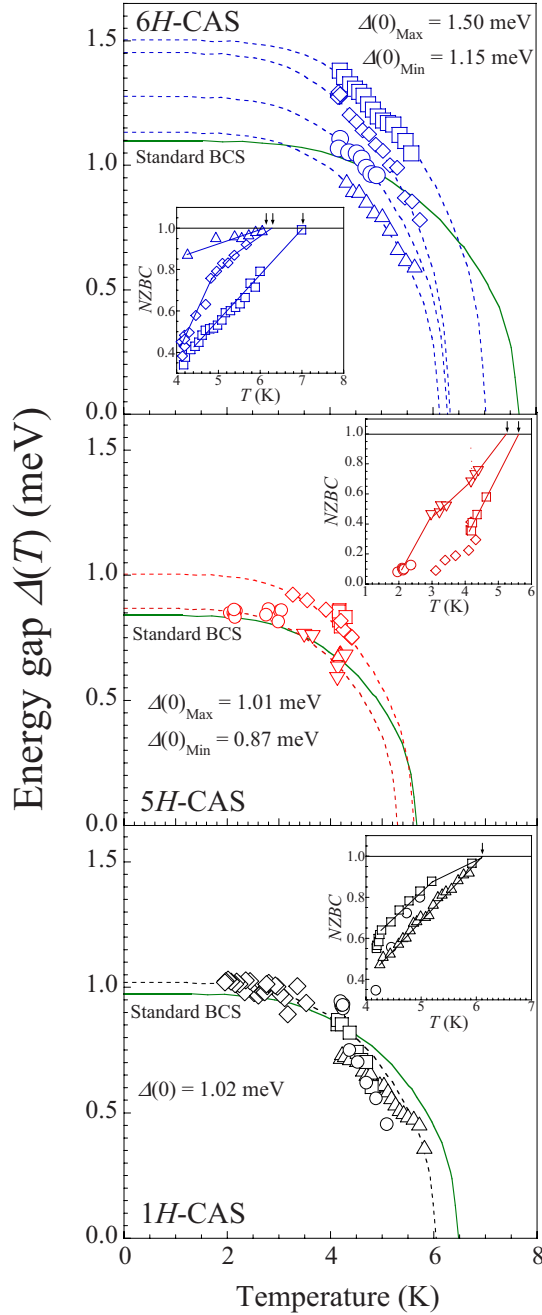 6H-CAS
Δ(0)Max = 1.50 meV
Δ(0)Min = 1.15 meV
1.5
1.0
0.5
0.0
Standard BCS
NZBC
1.0
0.8
0.6
0.4
4 5 6 7 8
T (K)
Energy gap Δ(T) (meV)
1.5
1.0
0.5
0.0
Standard BCS
NZBC
1.0
0.8
0.6
0.4
0.2
0.0
1 2 3 4 5 6
T (K)
Δ(0)Max = 1.01 meV
Δ(0)Min = 0.87 meV
5H-CAS
1.5
1.0
0.5
0.0
NZBC
1.0
0.8
0.6
0.4
4 5 6 7
T (K)
Standard BCS
Δ(0) = 1.02 meV
1H-CAS
0 2 4 6 8
Temperature (K)